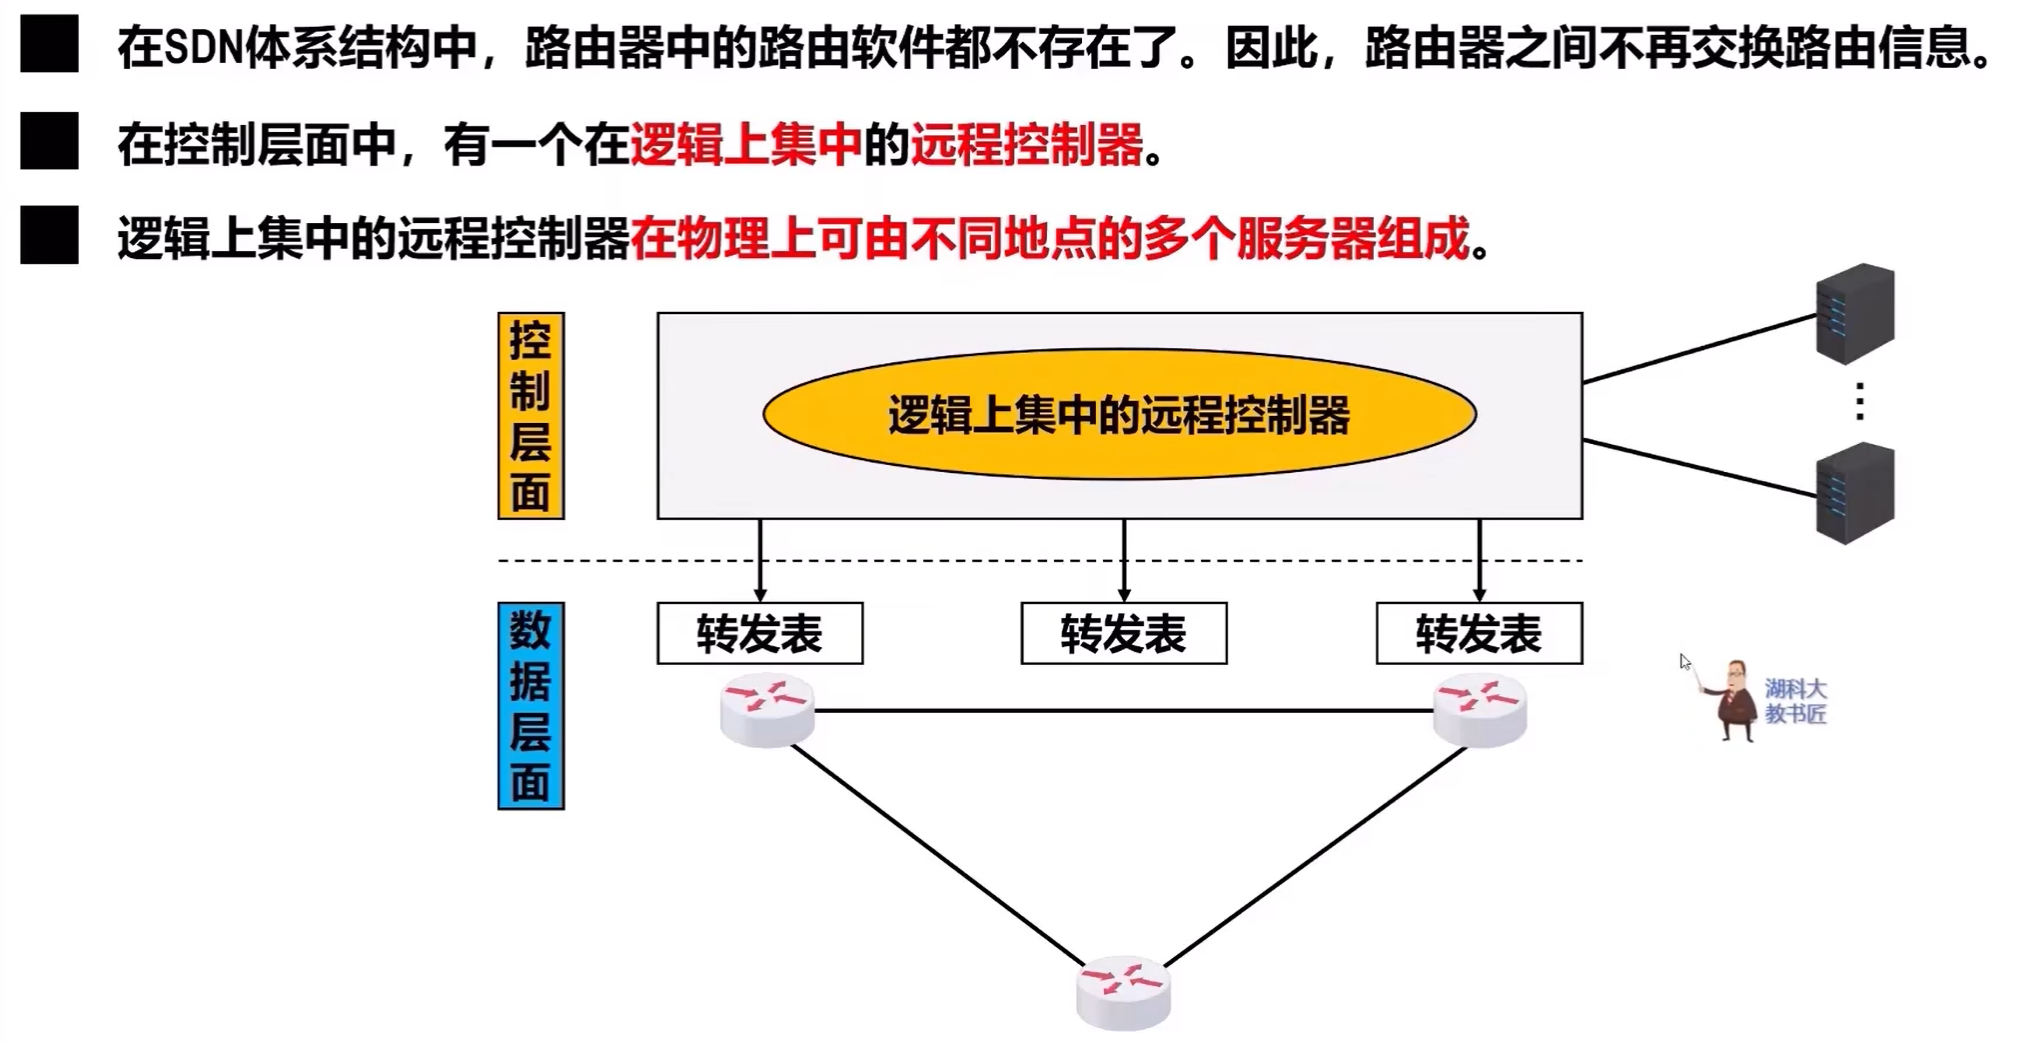 在SDN体系结构中，路由器中的路由软件都不存在了。因此，路由器之间不再交换路由信息。
在控制层面中，有一个在逻辑上集中的远程控制器。
逻辑上集中的远程控制器在物理上可由不同地点的多个服务器组成。
控制层面
逻辑上集中的远程控制器
数据层面
转发表
转发表
转发表
湖科大
教书匠